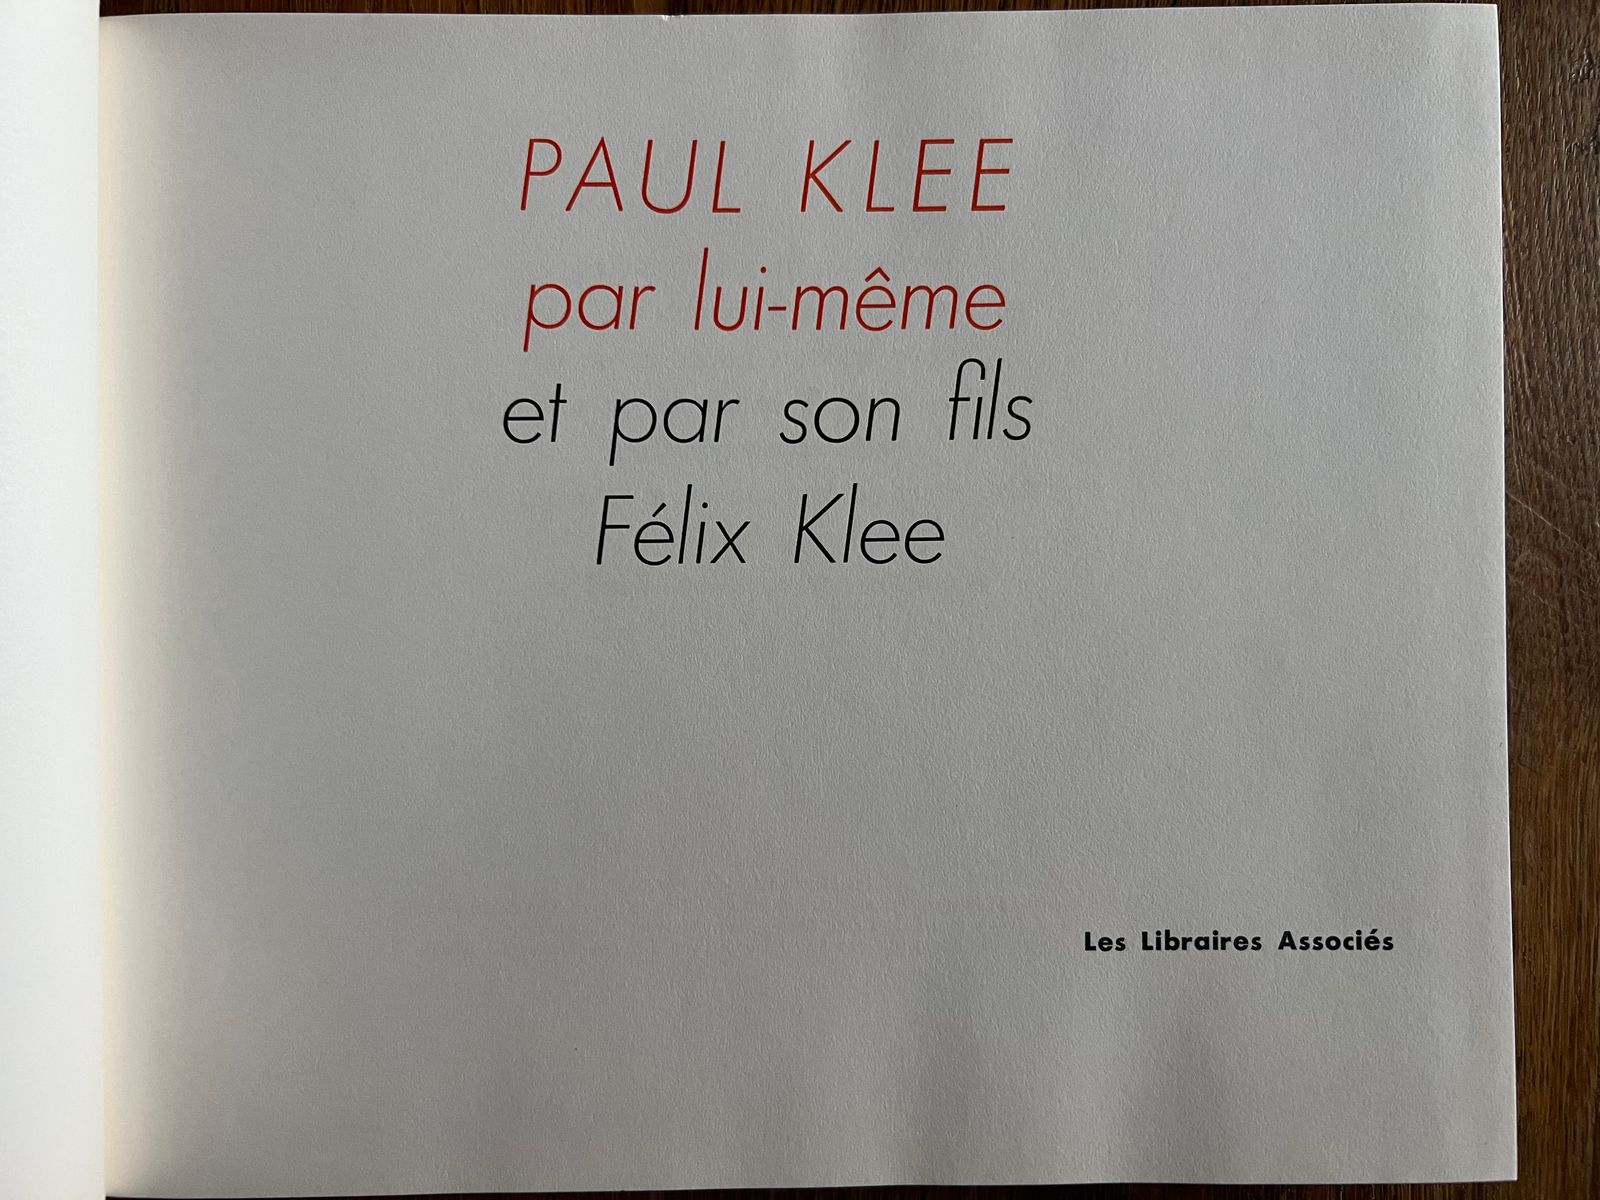 PAUL KLEE
par lui-même
et par son fils
Félix Klee
Les Libraires Associés